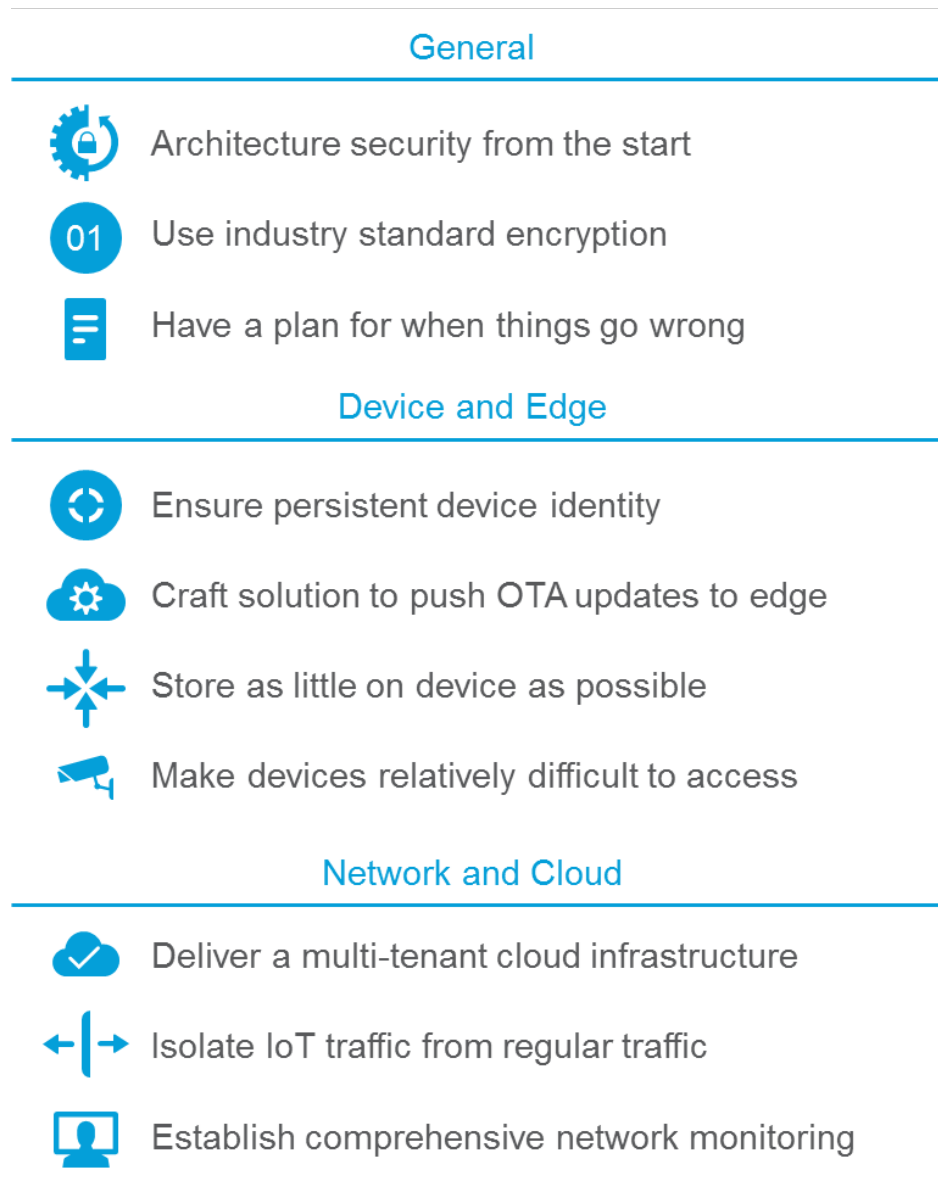 General
Architecture security from the start
01
Use industry standard encryption
Have a plan for when things go wrong
Device and Edge
Ensure persistent device identity
Craft solution to push OTA updates to edge
Store as little on device as possible
Make devices relatively difficult to access
Network and Cloud
Deliver a multi-tenant cloud infrastructure
Isolate IoT traffic from regular traffic
Establish comprehensive network monitoring